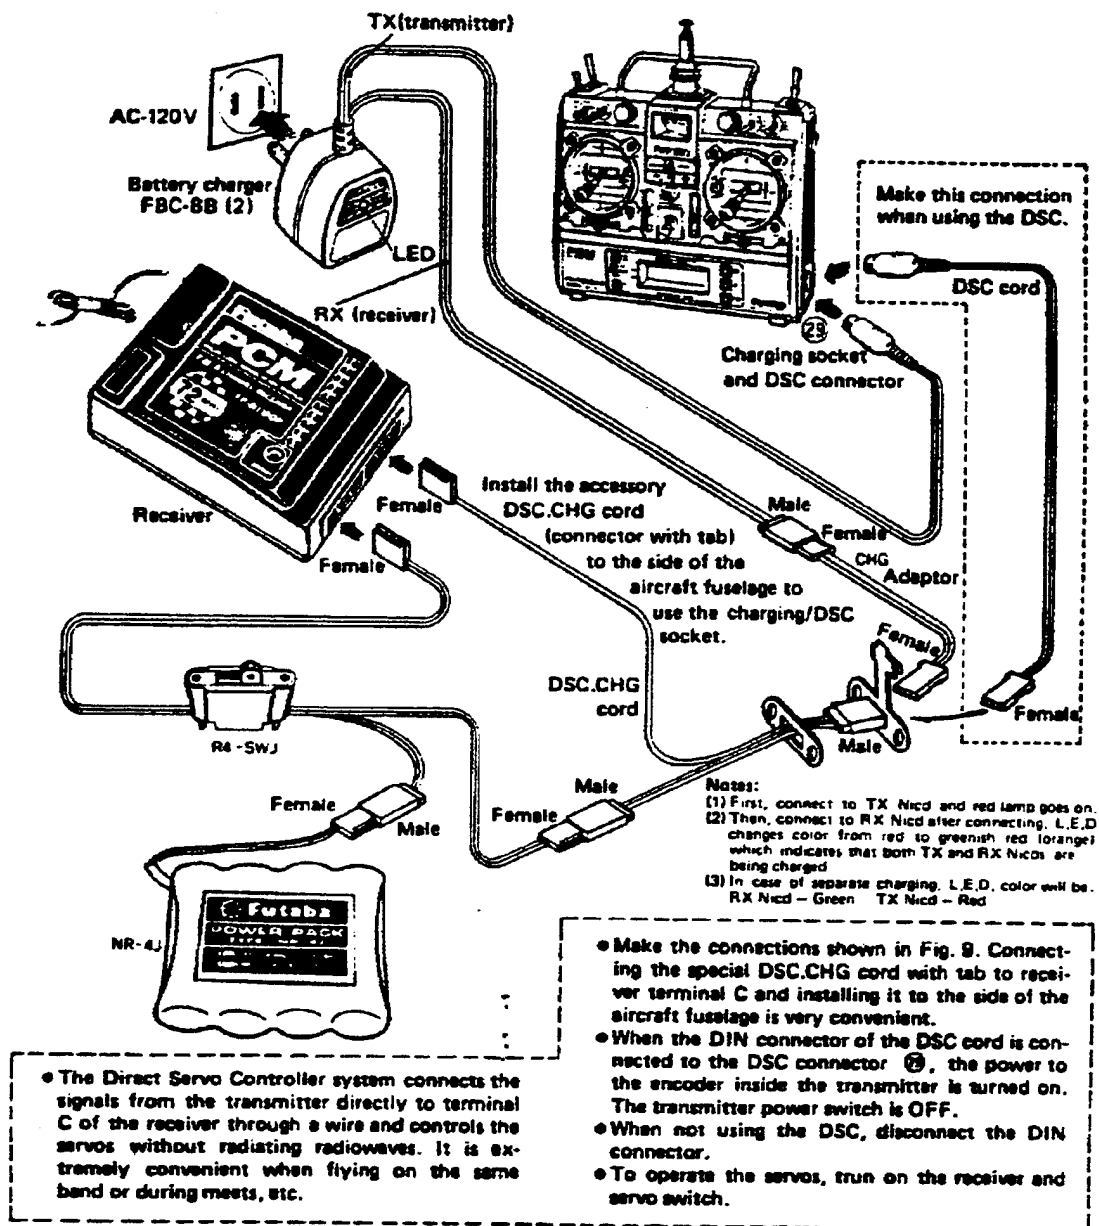 TX(transmitter)
AC-120V
Battery charger
FBC-8B (2)
LED
RX (receiver)
Make this connection
when using the DSC.
DSC cord
29
Charging socket
and DSC connector
PCM
72
Receiver
Female
Female
Install the accessory
DSC.CHG cord
(connector with tab)
to the side of the
aircraft fuselage to
use the charging/DSC
socket.
Male
Female
CHG
Adaptor
Female
Female
Male
DSC.CHG
cord
R4-SWJ
Female
Male
Female
Male
NR-4J
Futaba
POWER PACK
Notes:
(1) First, connect to TX Nicd and red lamp goes on.
(2) Then, connect to RX Nicd after connecting, L,E,D
changes color from red to greenish red (orange)
which indicates that both TX and RX Nicds are
being charged
(3) In case of separate charging, L,E,D, color will be.
RX Nicd – Green TX Nicd – Red
● Make the connections shown in Fig. 9. Connect-
ing the special DSC.CHG cord with tab to recei-
ver terminal C and installing it to the side of the
aircraft fuselage is very convenient.
● When the DIN connector of the DSC cord is con-
nected to the DSC connector 29, the power to
the encoder inside the transmitter is turned on.
The transmitter power switch is OFF.
● When not using the DSC, disconnect the DIN
connector.
● To operate the servos, trun on the receiver and
servo switch.
● The Direct Servo Controller system connects the
signals from the transmitter directly to terminal
C of the receiver through a wire and controls the
servos without radiating radiowaves. It is ex-
tremely convenient when flying on the same
band or during meets, etc.